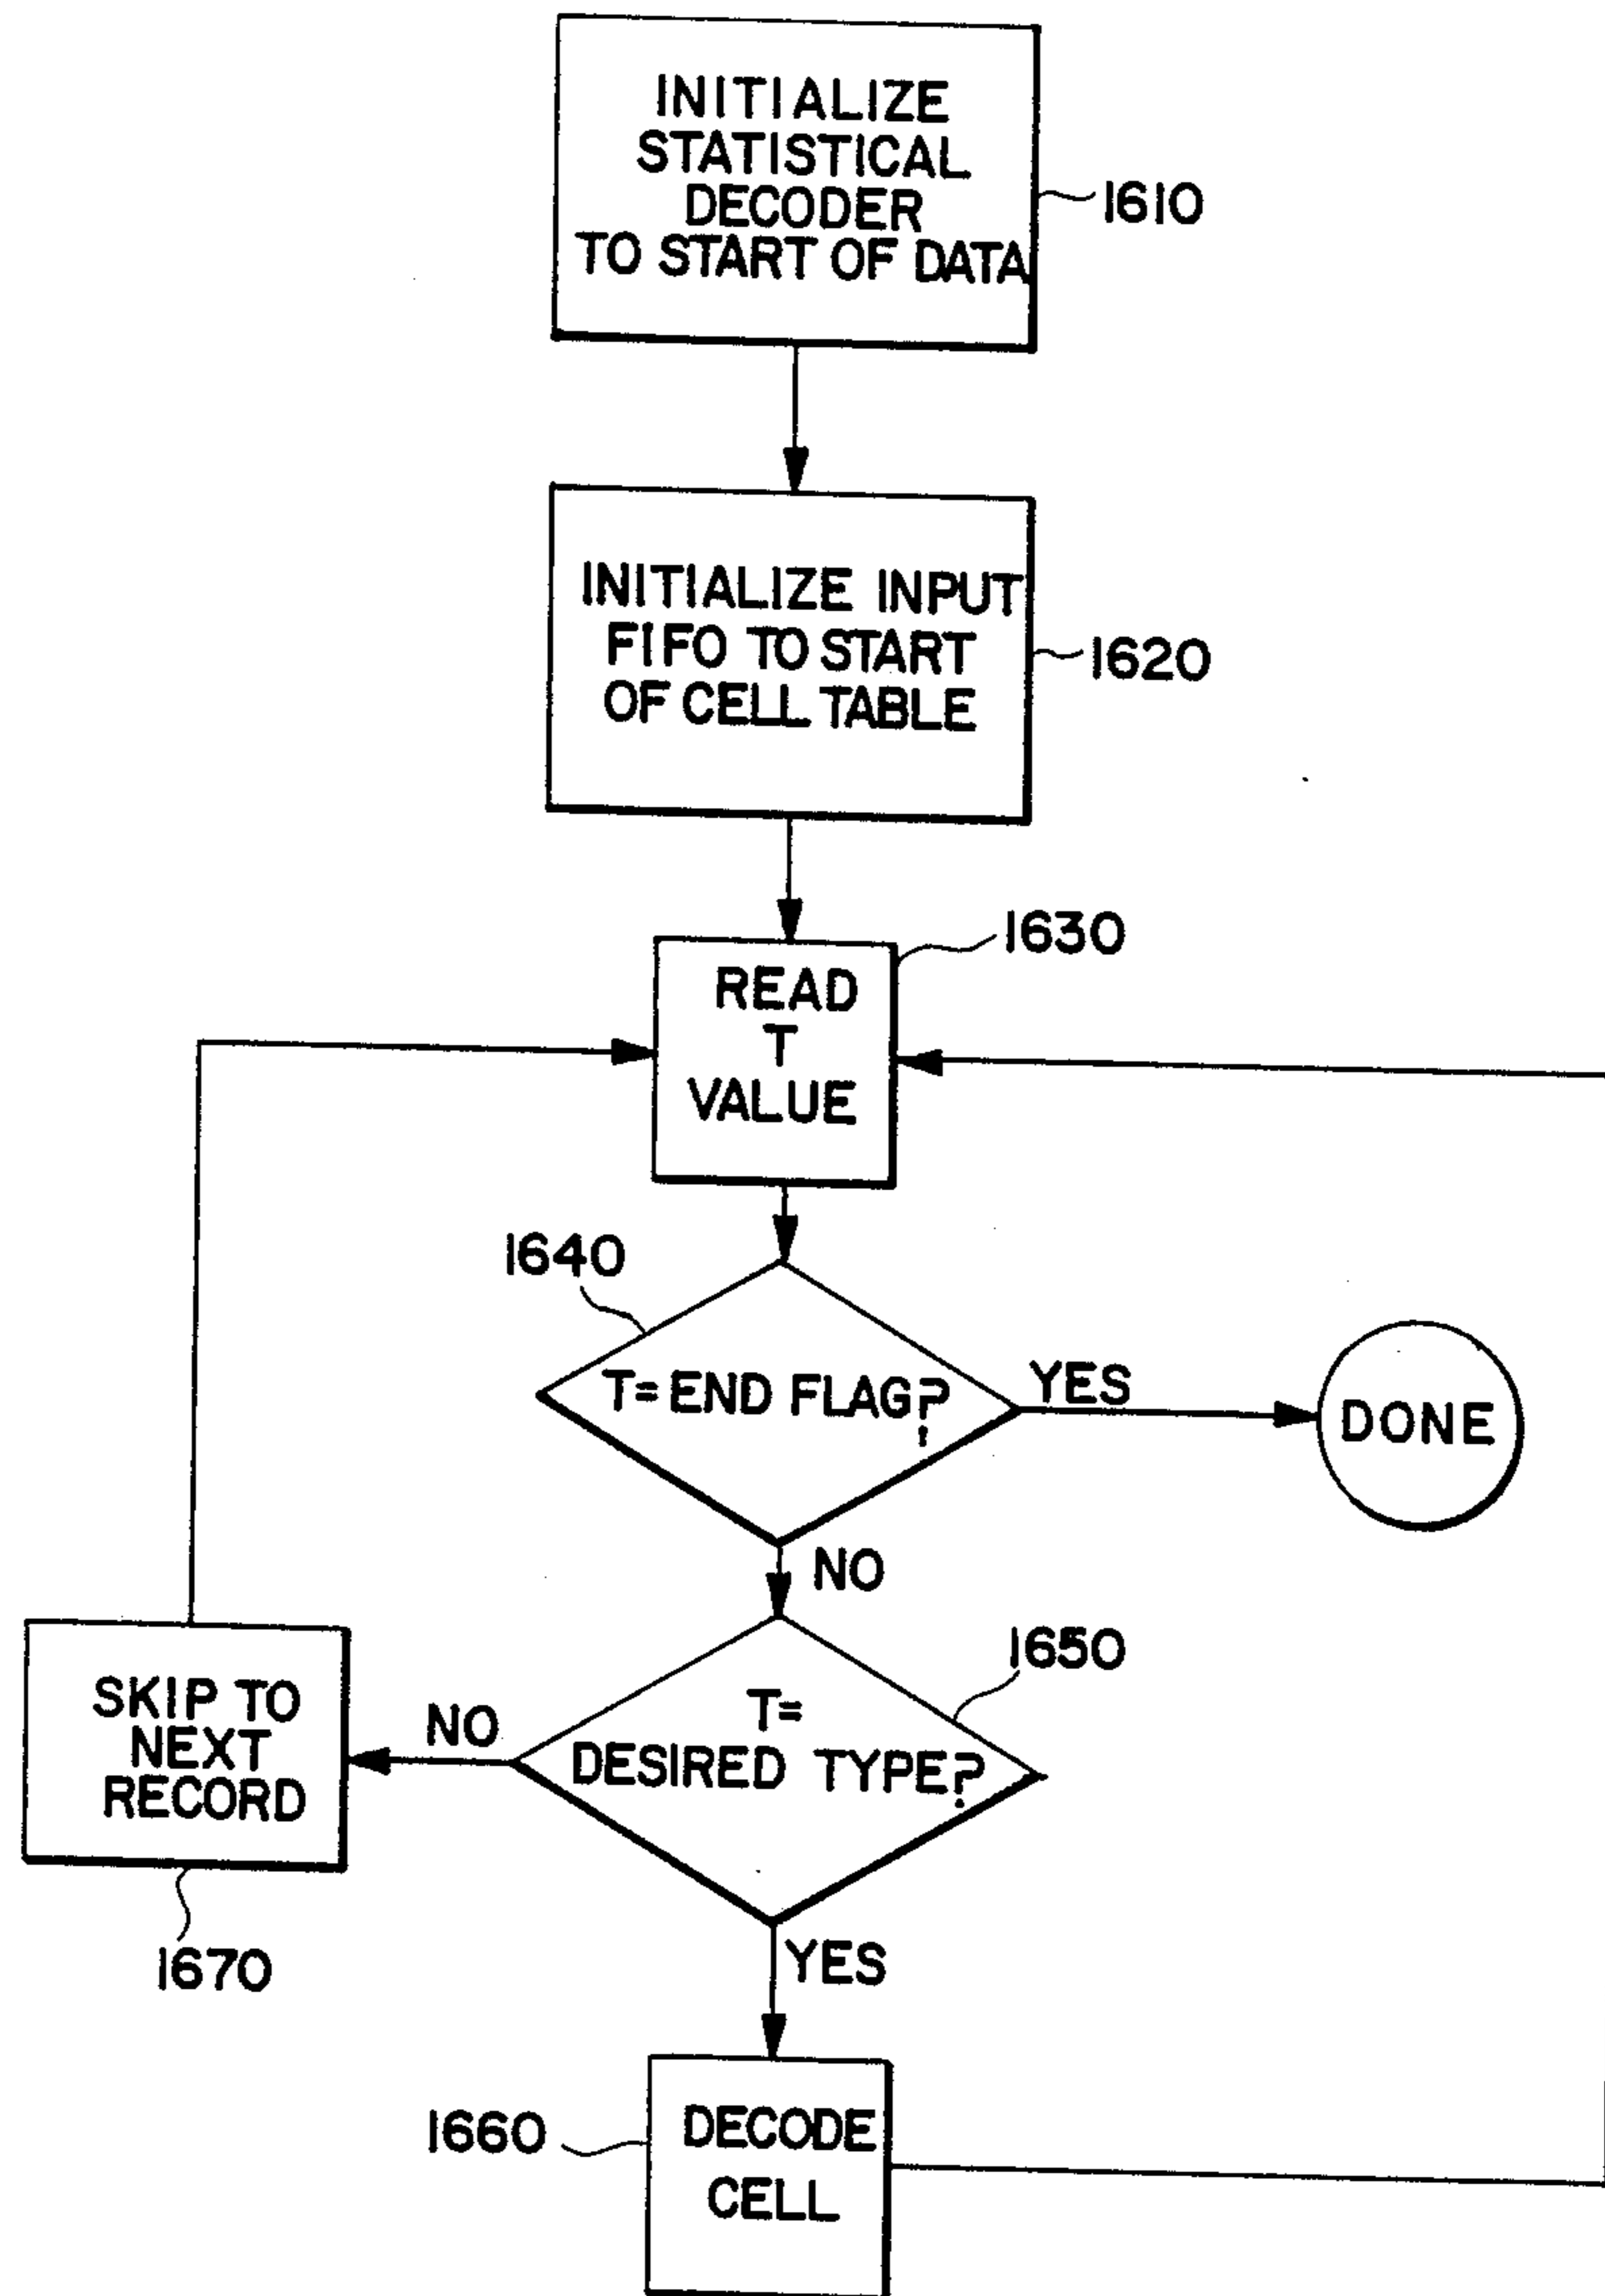 INITIALIZE
STATISTICAL
DECODER
TO START OF DATA
1610
INITIALIZE INPUT
FIFO TO START
OF CELL TABLE
1620
1630
READ
T
VALUE
1640
T= END FLAG?
YES
DONE
NO
1650
T=
DESIRED TYPE?
NO
SKIP TO
NEXT
RECORD
1670
YES
1660
DECODE
CELL